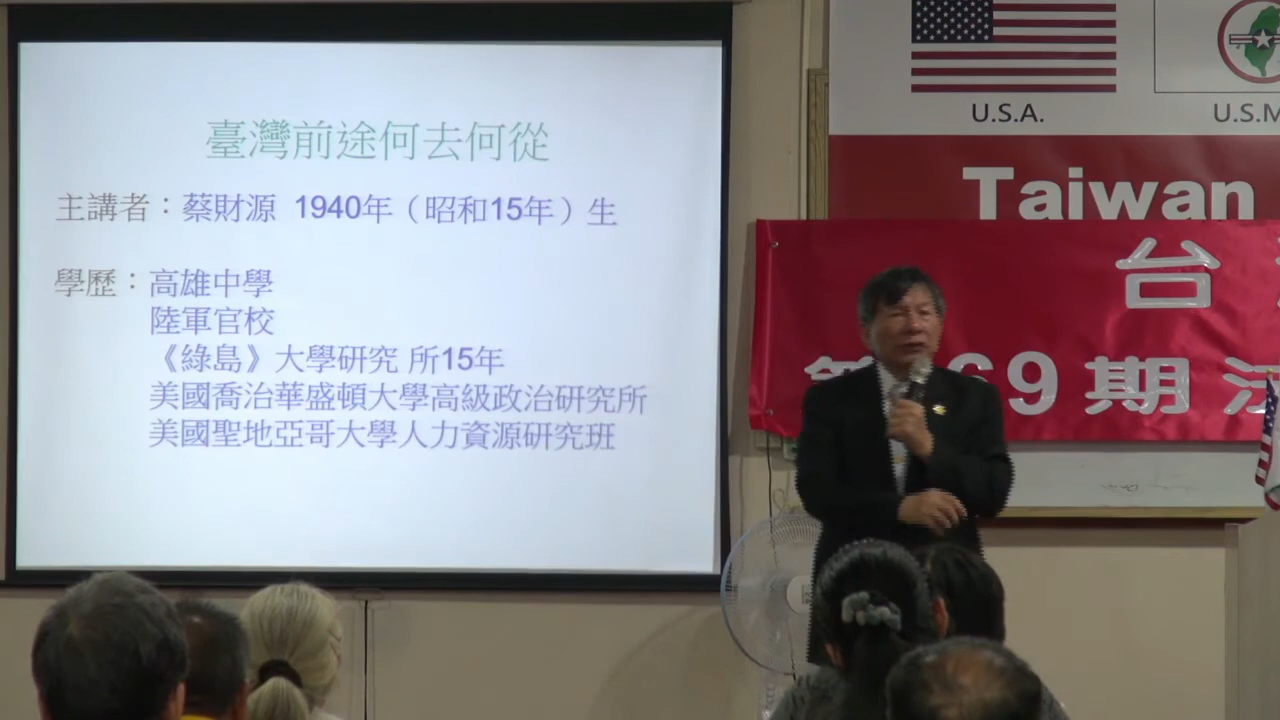 臺灣前途何去何從
主講者：蔡財源 1940年（昭和15年）生
學歷：高雄中學
陸軍官校
《綠島》大學研究 所15年
美國喬治華盛頓大學高級政治研究所
美國聖地亞哥大學人力資源研究班
U.S.A.
U.S.M
Taiwan
台
69期法